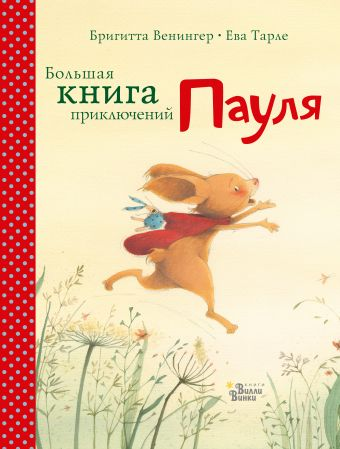 Бригитта Венингер • Ева Тарле
Большая
книга
приключений
Пауля
книги
Вилли
Винки